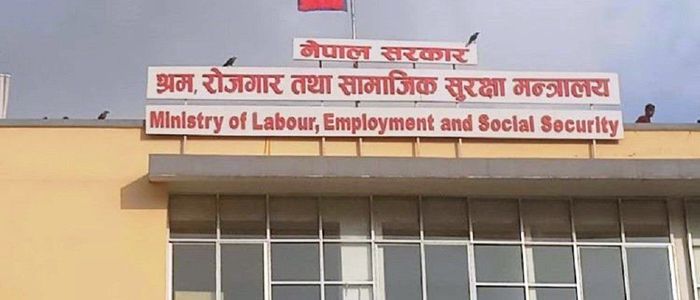 नेपाल सरकार
श्रम, रोजगार तथा सामाजिक सुरक्षा मन्त्रालय
Ministry of Labour, Employment and Social Security